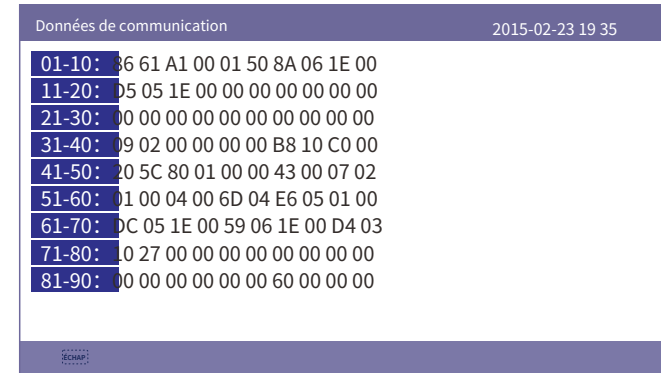 Données de communication
2015-02-23 19 35
01-10: 86 61 A1 00 01 50 8A 06 1E 00
11-20: D5 05 1E 00 00 00 00 00 00 00
21-30: 00 00 00 00 00 00 00 00 00 00
31-40: 09 02 00 00 00 00 B8 10 C0 00
41-50: 20 5C 80 01 00 00 43 00 07 02
51-60: 01 00 04 00 6D 04 E6 05 01 00
61-70: DC 05 1E 00 59 06 1E 00 D4 03
71-80: 10 27 00 00 00 00 00 00 00 00
81-90: 00 00 00 00 00 00 60 00 00 00
ÉCHAP